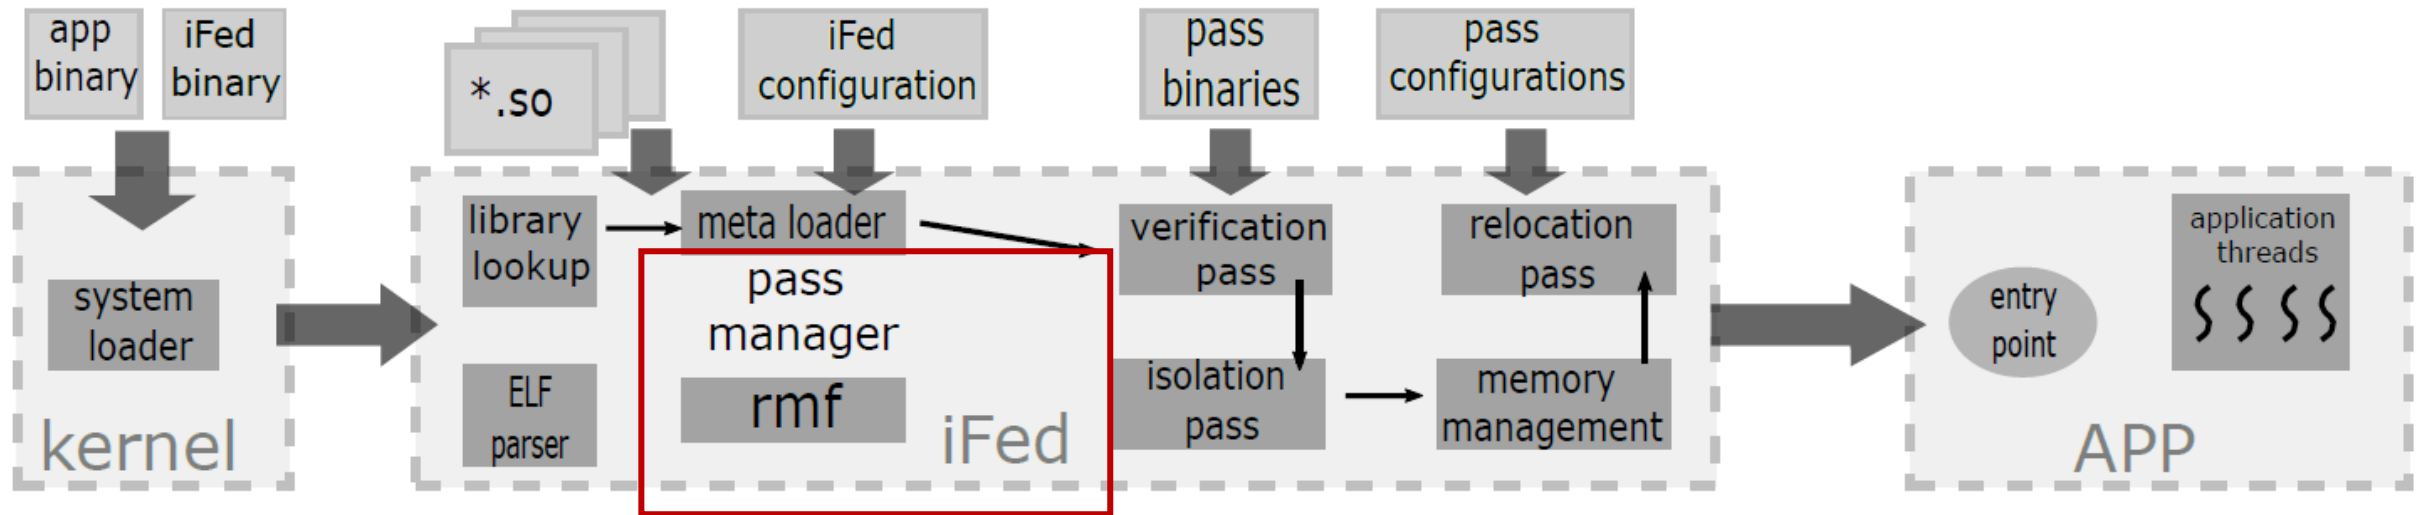 app
binary
iFed
binary
*.so
iFed
configuration
pass
binaries
pass
configurations
system
loader
kernel
library
lookup
ELF
parser
meta loader
pass
manager
rmf
iFed
verification
pass
isolation
pass
relocation
pass
memory
management
entry
point
application
threads
APP